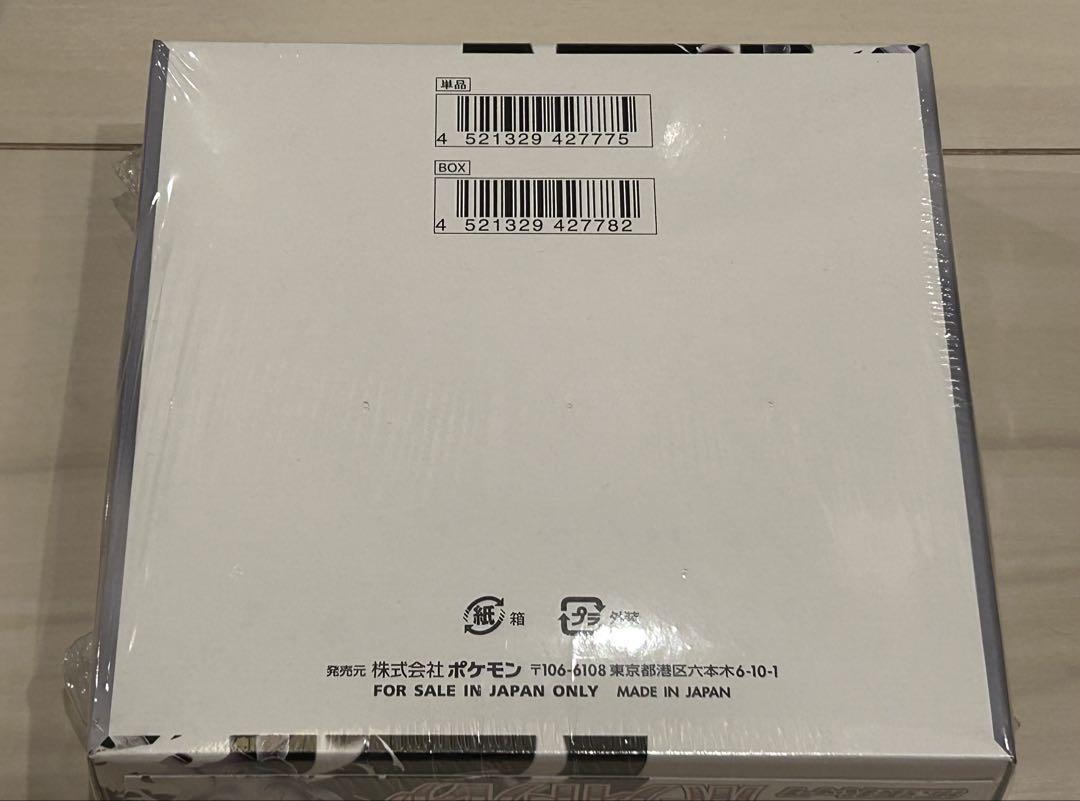 単品
4 521329 427775
BOX
4 521329 427782
紙 箱 プラ 外装
発売元 株式会社ポケモン 〒106-6108 東京都港区六本木6-10-1
FOR SALE IN JAPAN ONLY MADE IN JAPAN